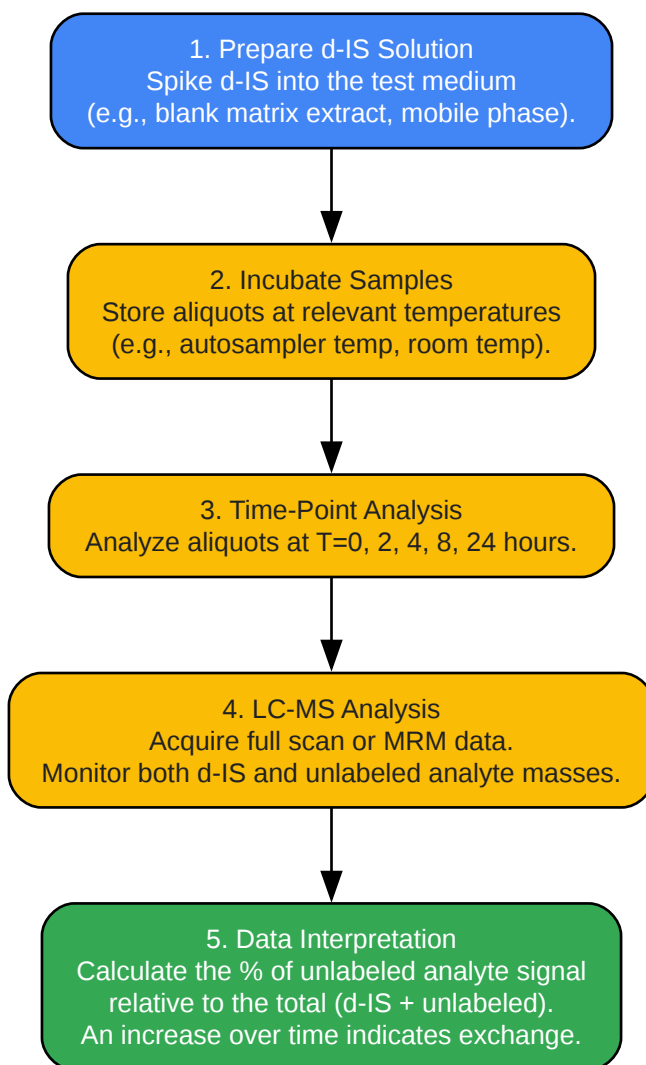 1. Prepare d-IS Solution
Spike d-IS into the test medium
(e.g., blank matrix extract, mobile phase).
2. Incubate Samples
Store aliquots at relevant temperatures
(e.g., autosampler temp, room temp).
3. Time-Point Analysis
Analyze aliquots at T=0, 2, 4, 8, 24 hours.
4. LC-MS Analysis
Acquire full scan or MRM data.
Monitor both d-IS and unlabeled analyte masses.
5. Data Interpretation
Calculate the % of unlabeled analyte signal
relative to the total (d-IS + unlabeled).
An increase over time indicates exchange.